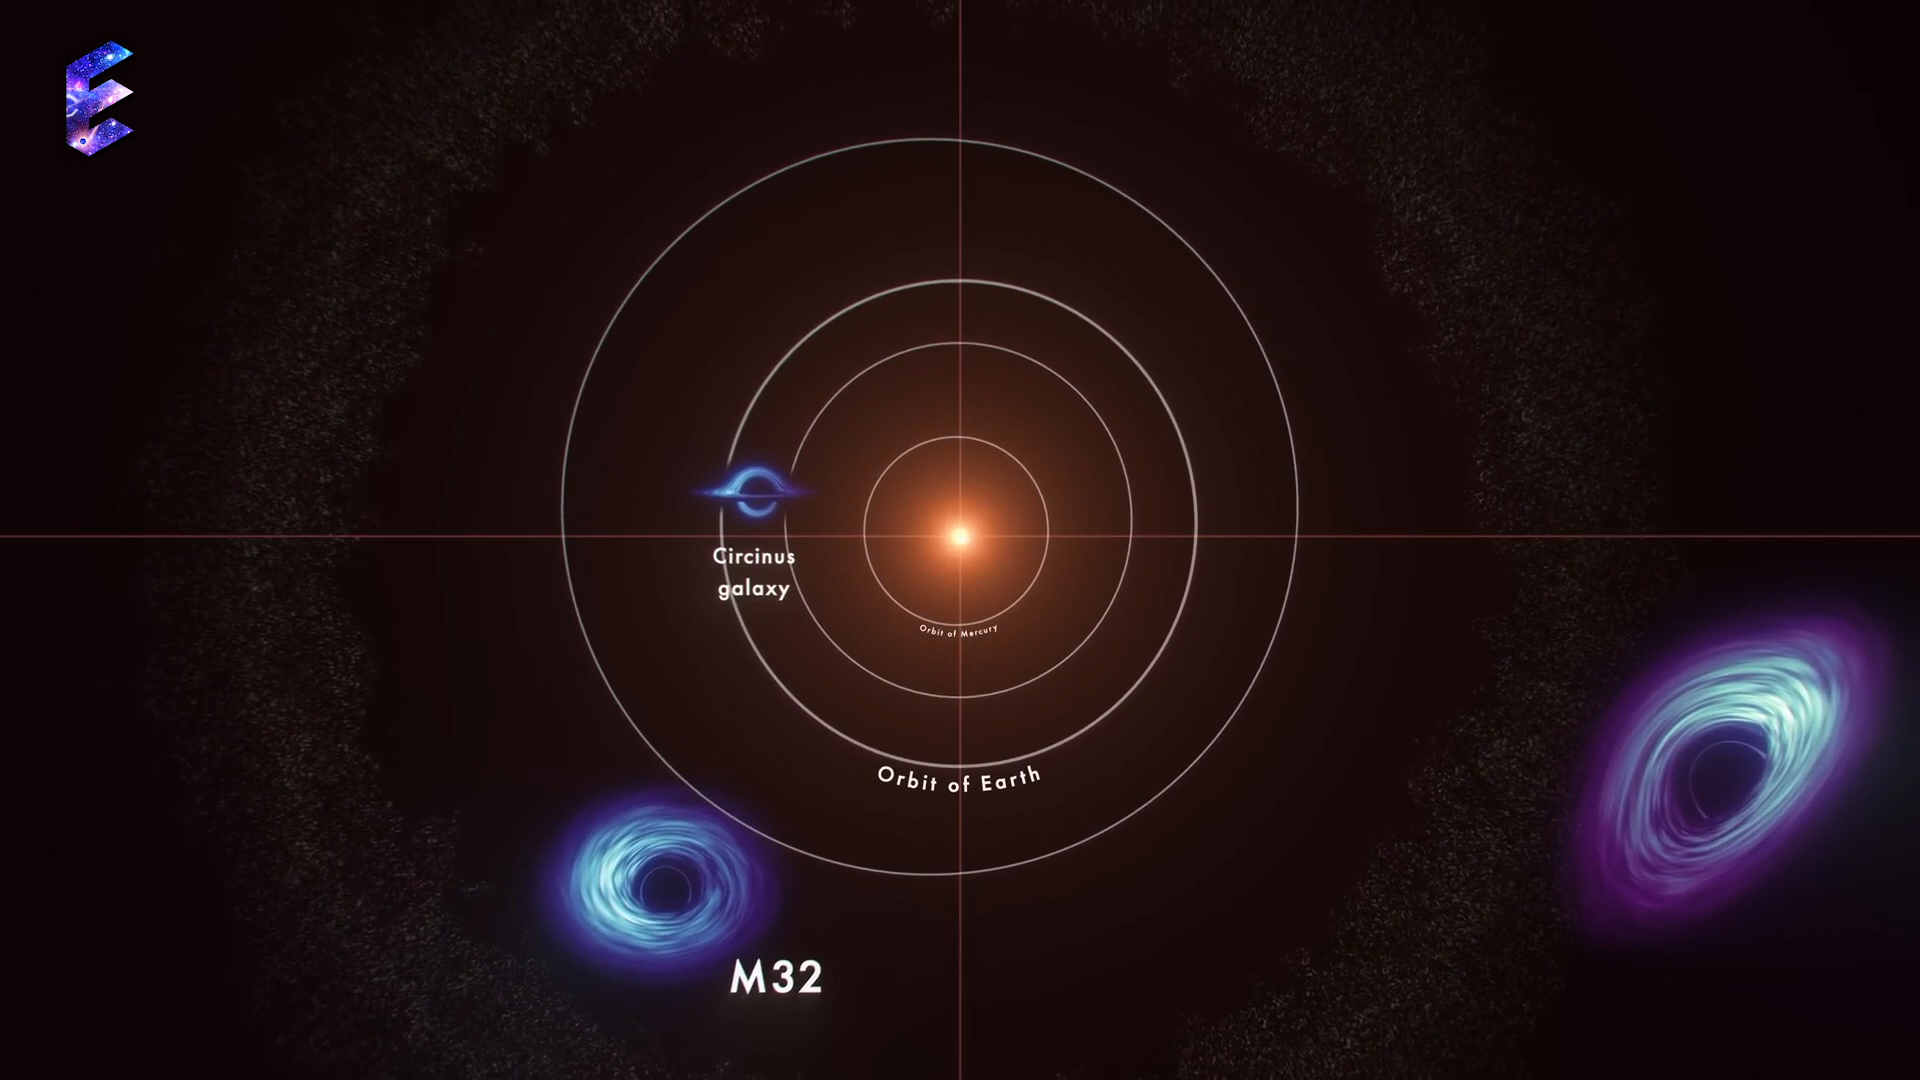 E
Circinus
galaxy
Orbit of Mercury
Orbit of Earth
M32